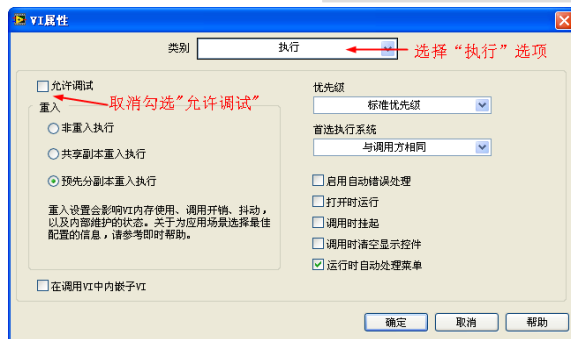 VI属性
类别 执行 选择“执行”选项
允许调试
取消勾选"允许调试"
重入
非重入执行
共享副本重入执行
预先分副本重入执行
重入设置会影响VI内存使用、调用开销、抖动，
以及内部维护的状态。关于为应用场景选择最佳
配置的信息，请参考即时帮助。
在调用VI中内嵌子VI
优先级
标准优先级
首选执行系统
与调用方相同
启用自动错误处理
打开时运行
调用时挂起
调用时清空显示控件
运行时自动处理菜单
确定 取消 帮助